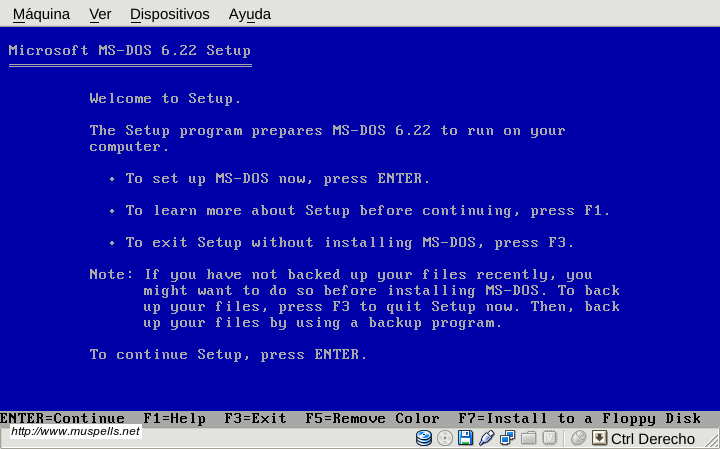 Máquina Ver Dispositivos Ayuda
Microsoft MS-DOS 6.22 Setup
Welcome to Setup.
The Setup program prepares MS-DOS 6.22 to run on your
computer.
• To set up MS-DOS now, press ENTER.
• To learn more about Setup before continuing, press F1.
• To exit Setup without installing MS-DOS, press F3.
Note: If you have not backed up your files recently, you
might want to do so before installing MS-DOS. To back
up your files, press F3 to quit Setup now. Then, back
up your files by using a backup program.
To continue Setup, press ENTER.
ENTER=Continue F1=Help F3=Exit F5=Remove Color F7=Install to a Floppy Disk
http://www.muspells.net
Ctrl Derecho